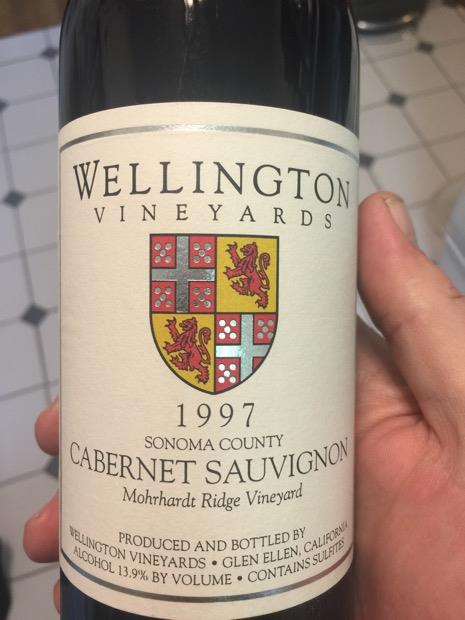 WELLINGTON
VINEYARDS
1997
SONOMA COUNTY
CABERNET SAUVIGNON
Mohrhardt Ridge Vineyard
PRODUCED AND BOTTLED BY
WELLINGTON VINEYARDS • GLEN ELLEN, CALIFORNIA
ALCOHOL 13.9% BY VOLUME • CONTAINS SULFITES